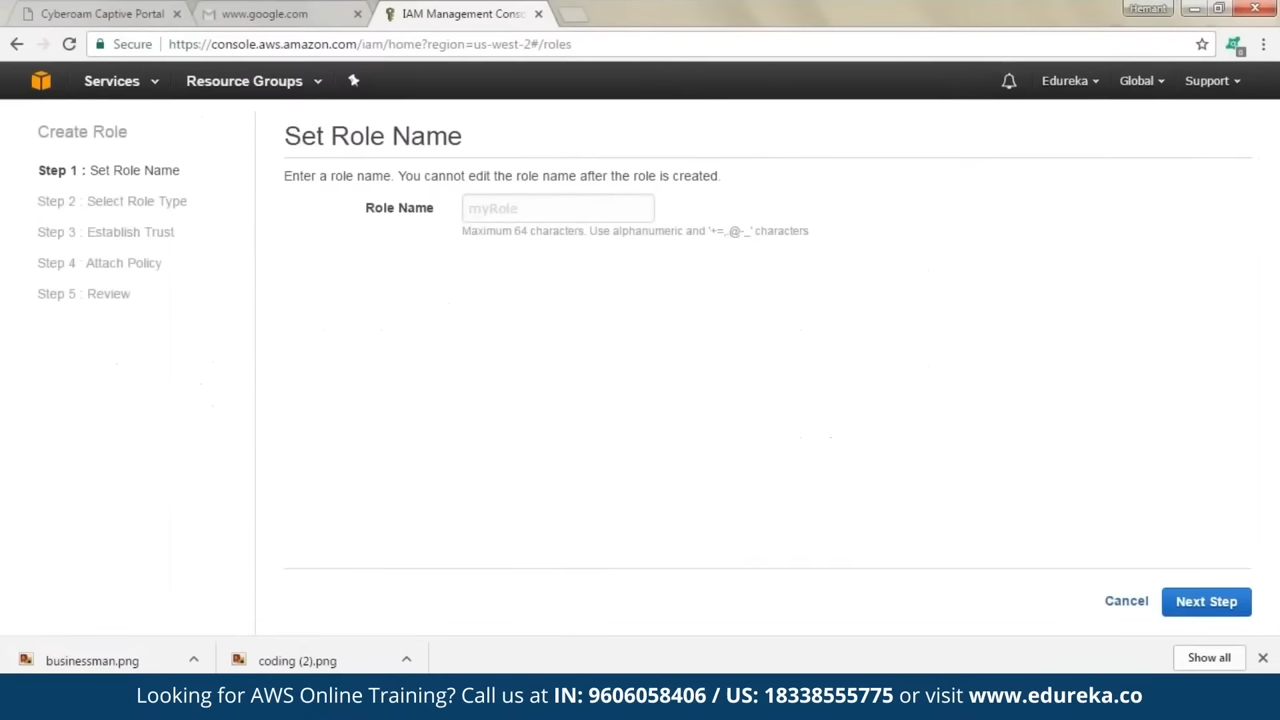 Cyberoam Captive Portal
www.google.com
IAM Management Conso
Hemant
Secure
https://console.aws.amazon.com/iam/home?region=us-west-2#/roles
Services
Resource Groups
Edureka
Global
Support
Create Role
Step 1 : Set Role Name
Step 2 : Select Role Type
Step 3 : Establish Trust
Step 4 : Attach Policy
Step 5 : Review
Set Role Name
Enter a role name. You cannot edit the role name after the role is created.
Role Name
myRole
Maximum 64 characters. Use alphanumeric and '+=,.@-_' characters
Cancel
Next Step
businessman.png
coding (2).png
Show all
Looking for AWS Online Training? Call us at IN: 9606058406 / US: 18338555775 or visit www.edureka.co